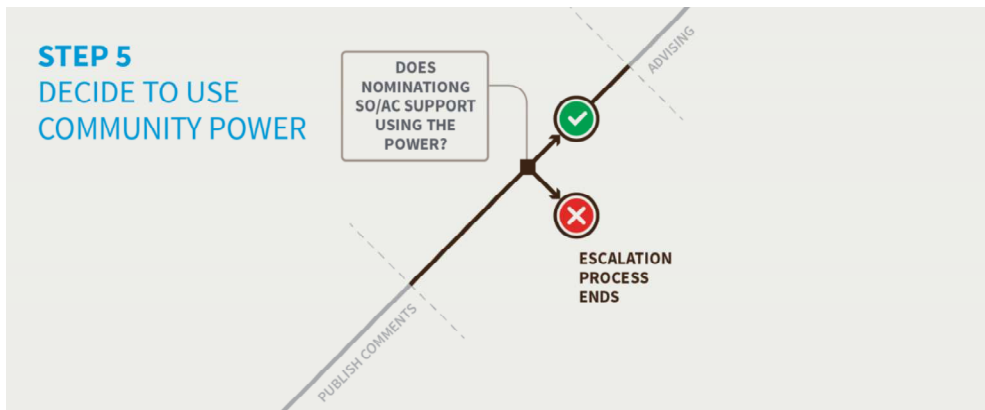 STEP 5
DECIDE TO USE
COMMUNITY POWER
DOES
NOMINATIONG
SO/AC SUPPORT
USING THE
POWER?
ADVISING
ESCALATION
PROCESS
ENDS
PUBLISH COMMENTS